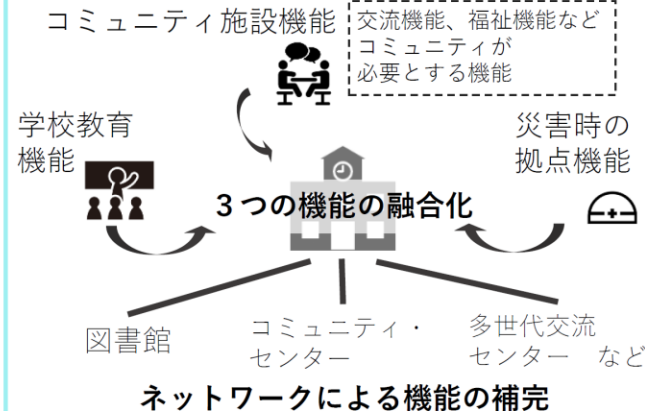 コミュニティ施設機能
交流機能、福祉機能など
コミュニティが
必要とする機能
学校教育
機能
災害時の
拠点機能
３つの機能の融合化
図書館
コミュニティ・
センター
多世代交流
センター　など
ネットワークによる機能の補完